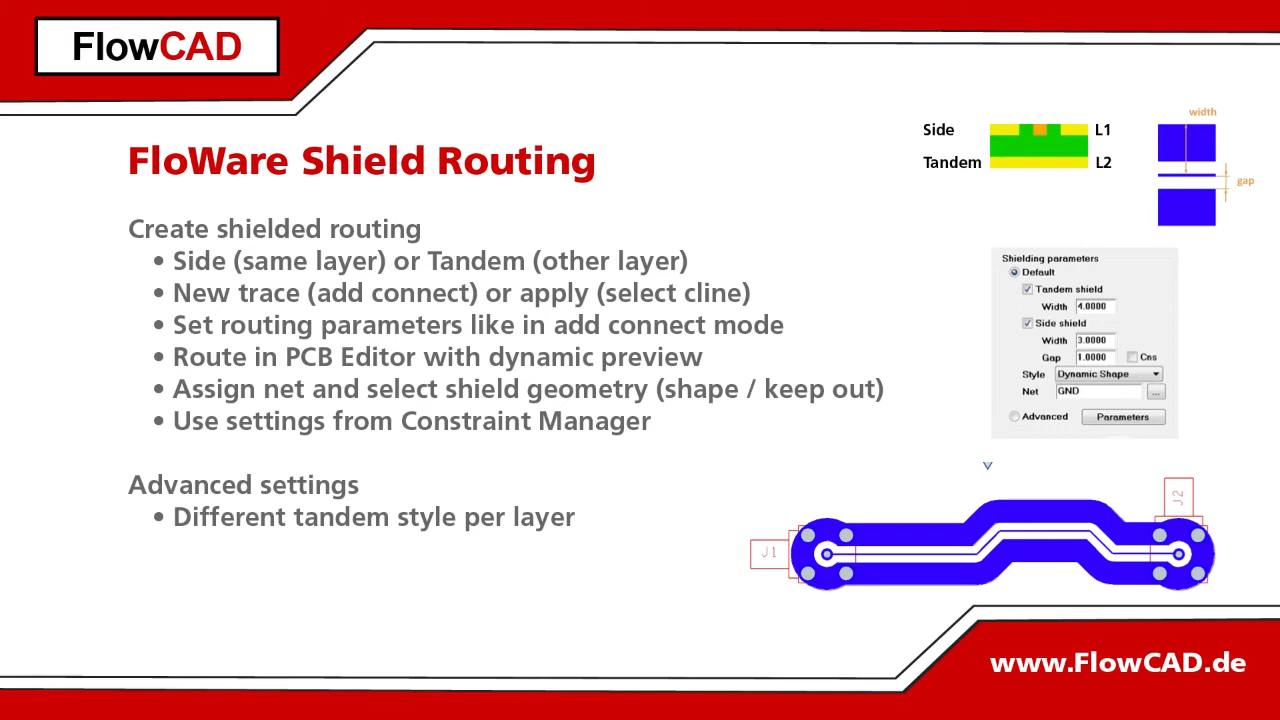 FlowCAD
FloWare Shield Routing
Create shielded routing
• Side (same layer) or Tandem (other layer)
• New trace (add connect) or apply (select cline)
• Set routing parameters like in add connect mode
• Route in PCB Editor with dynamic preview
• Assign net and select shield geometry (shape / keep out)
• Use settings from Constraint Manager
Advanced settings
• Different tandem style per layer
Side L1
Tandem L2
width
gap
Shielding parameters
Default
Tandem shield
Width 4.0000
Side shield
Width 3.0000
Gap 1.0000 Cns
Style Dynamic Shape
Net GND ...
Advanced Parameters
J1
J2
www.FlowCAD.de